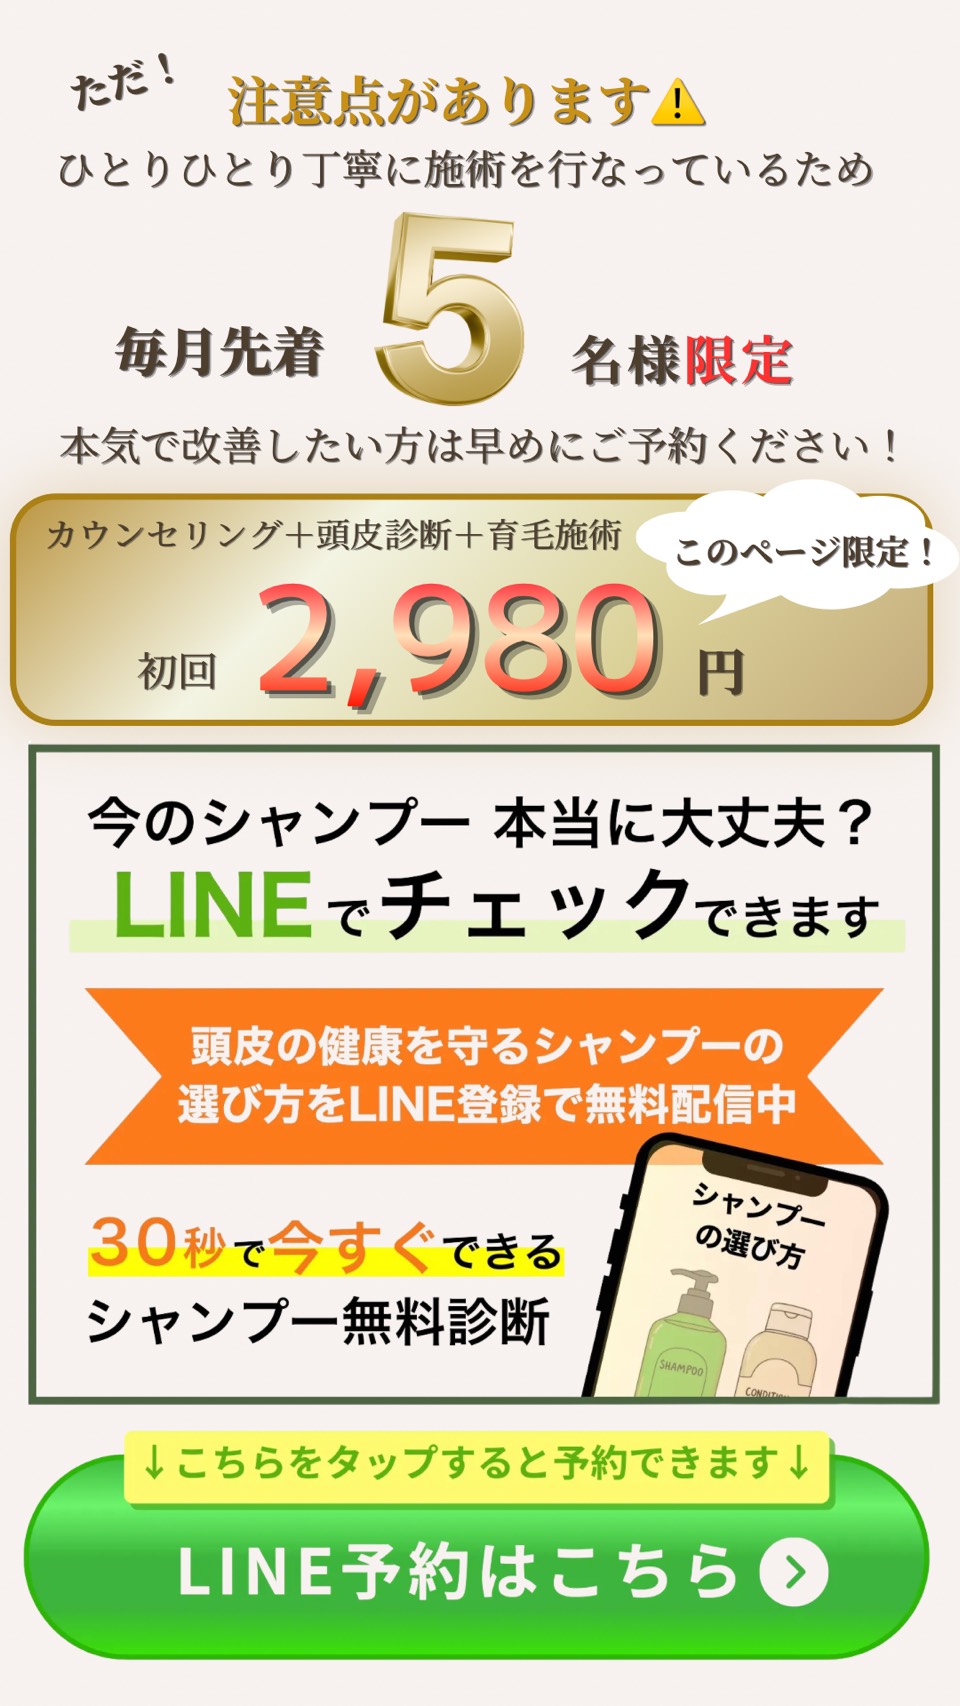 ただ！
注意点があります⚠
ひとりひとり丁寧に施術を行なっているため
毎月先着 5 名様限定
本気で改善したい方は早めにご予約ください！
カウンセリング＋頭皮診断＋育毛施術
このページ限定！
初回 2,980 円
今のシャンプー 本当に大丈夫？
LINEでチェックできます
頭皮の健康を守るシャンプーの
選び方をLINE登録で無料配信中
30秒で今すぐできる
シャンプー無料診断
シャンプー
の選び方
SHAMPOO
CONDITIO
↓こちらをタップすると予約できます↓
LINE予約はこちら